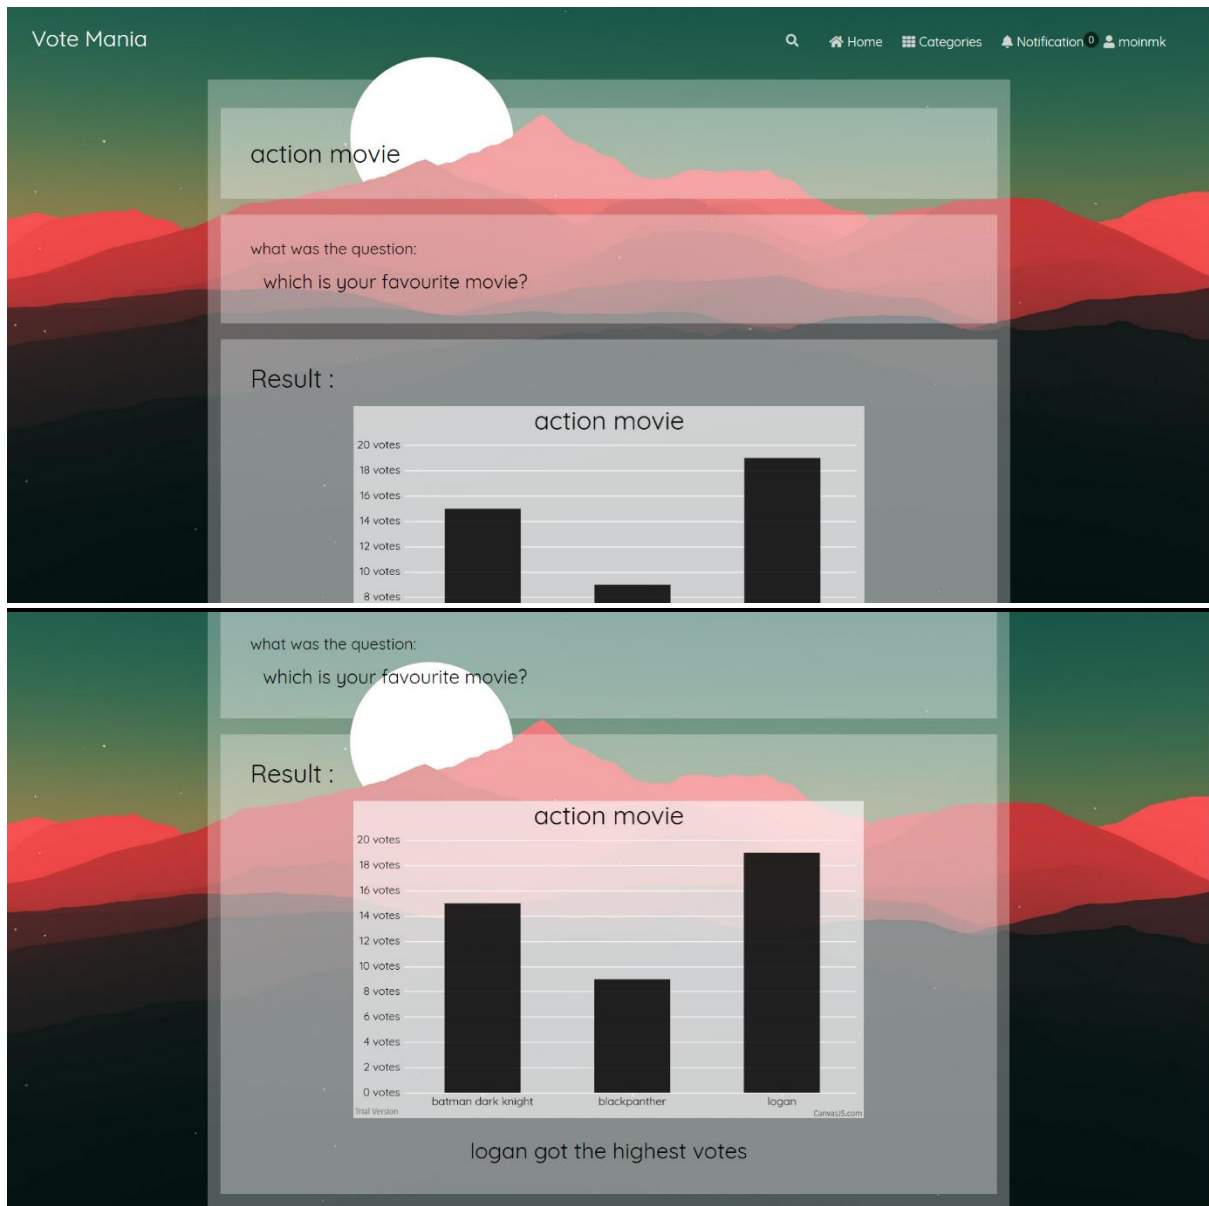 Vote Mania
Home Categories Notification 0 moinmk
action movie
what was the question:
which is your favourite movie?
Result :
action movie
20 votes
18 votes
16 votes
14 votes
12 votes
10 votes
8 votes
what was the question:
which is your favourite movie?
Result :
action movie
20 votes
18 votes
16 votes
14 votes
12 votes
10 votes
8 votes
6 votes
4 votes
2 votes
0 votes
batman dark knight blackpanther logan
Trial Version CanvasJS.com
logan got the highest votes